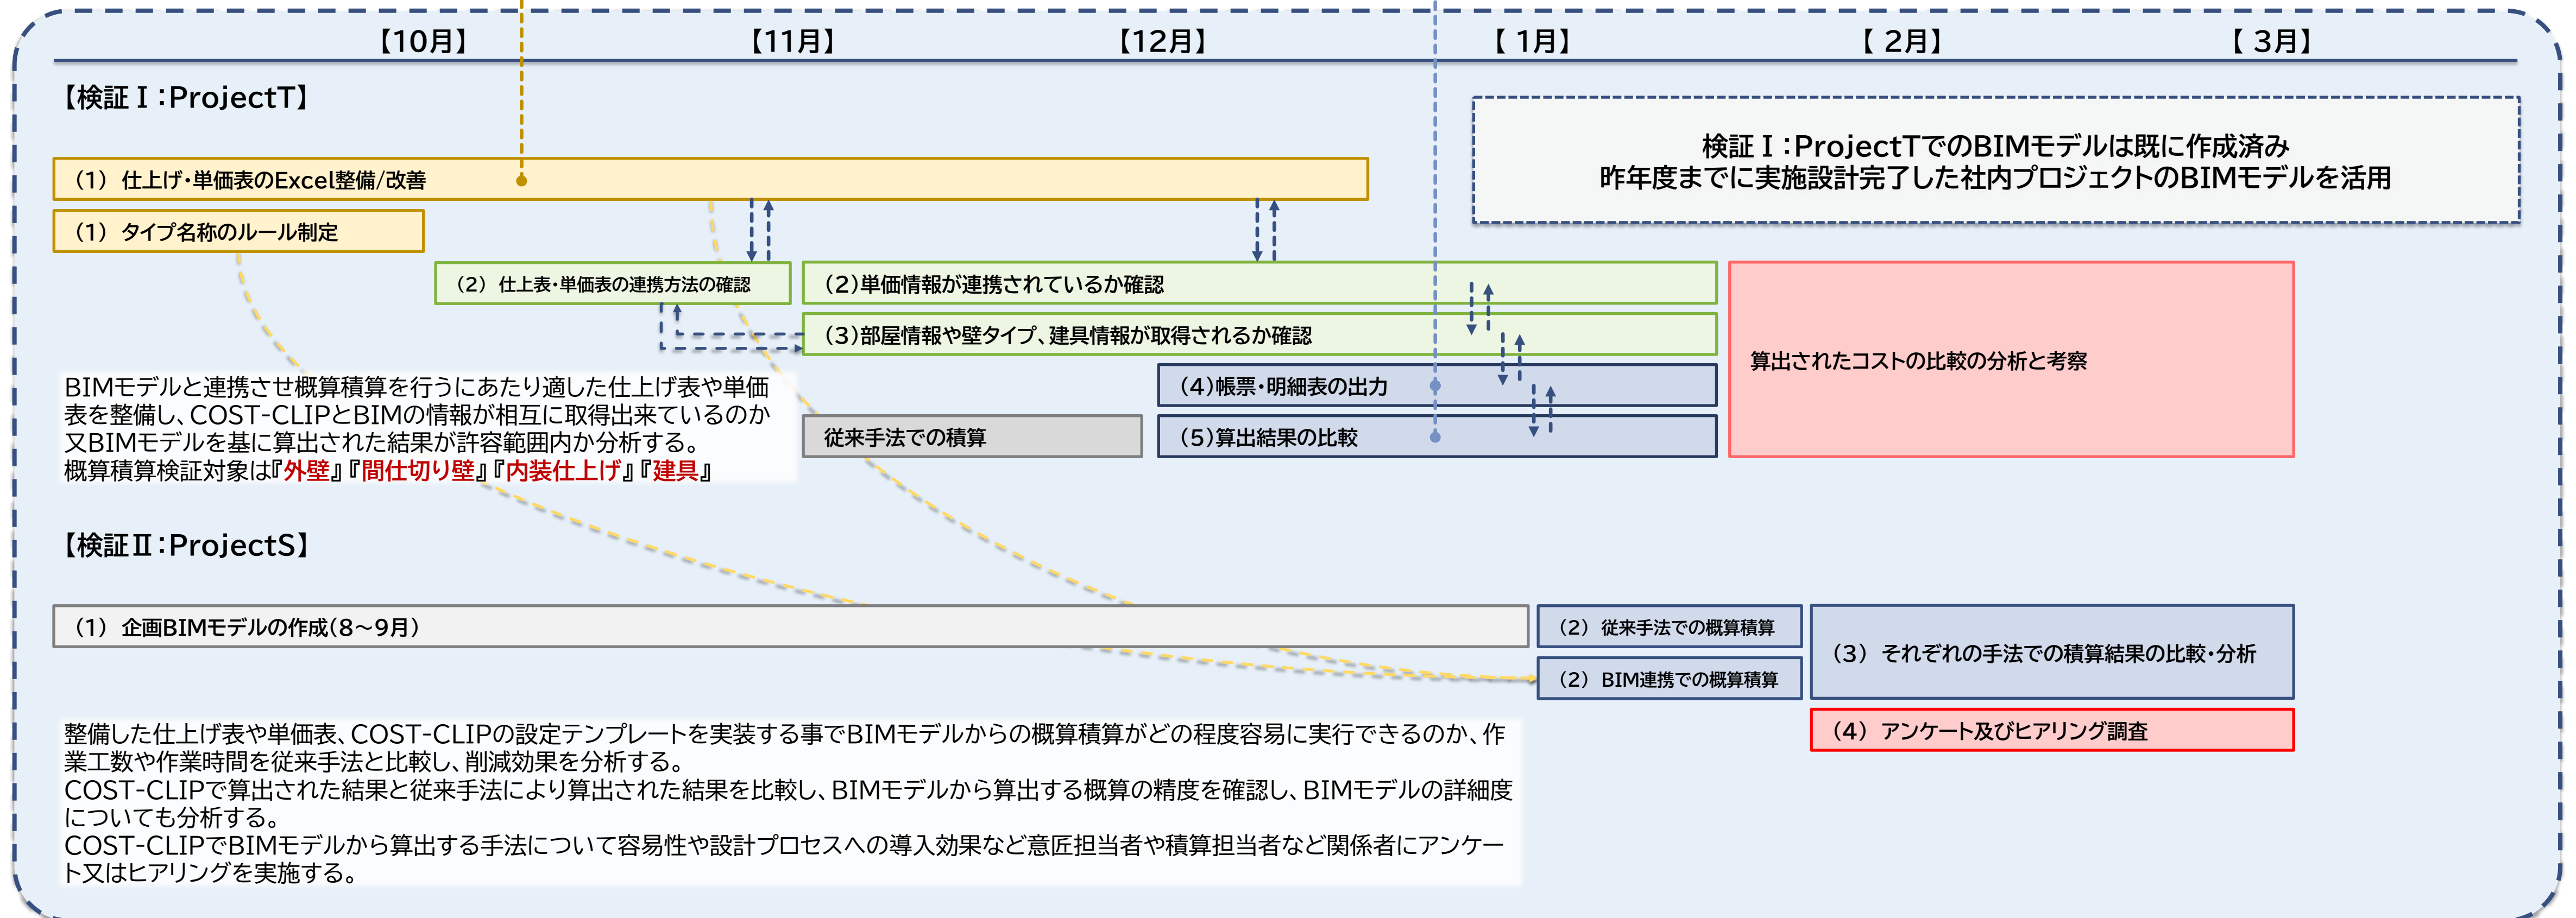 【10月】 【11月】 【12月】 【 1月】 【 2月】 【 3月】
【検証Ⅰ：ProjectT】
検証Ⅰ：ProjectTでのBIMモデルは既に作成済み
昨年度までに実施設計完了した社内プロジェクトのBIMモデルを活用
（1） 仕上げ・単価表のExcel整備/改善
（1） タイプ名称のルール制定
（2） 仕上表・単価表の連携方法の確認
（2）単価情報が連携されているか確認
（3）部屋情報や壁タイプ、建具情報が取得されるか確認
（4）帳票・明細表の出力
従来手法での積算
（5）算出結果の比較
算出されたコストの比較の分析と考察
BIMモデルと連携させ概算積算を行うにあたり適した仕上げ表や単価
表を整備し、COST-CLIPとBIMの情報が相互に取得出来ているのか
又BIMモデルを基に算出された結果が許容範囲内か分析する。
概算積算検証対象は『外壁』『間仕切り壁』『内装仕上げ』『建具』
【検証Ⅱ：ProjectS】
（1） 企画BIMモデルの作成（8～9月）
（2） 従来手法での概算積算
（2） BIM連携での概算積算
（3） それぞれの手法での積算結果の比較・分析
（4） アンケート及びヒアリング調査
整備した仕上げ表や単価表、COST-CLIPの設定テンプレートを実装する事でBIMモデルからの概算積算がどの程度容易に実行できるのか、作
業工数や作業時間を従来手法と比較し、削減効果を分析する。
COST-CLIPで算出された結果と従来手法により算出された結果を比較し、BIMモデルから算出する概算の精度を確認し、BIMモデルの詳細度
についても分析する。
COST-CLIPでBIMモデルから算出する手法について容易性や設計プロセスへの導入効果など意匠担当者や積算担当者など関係者にアンケー
ト又はヒアリングを実施する。